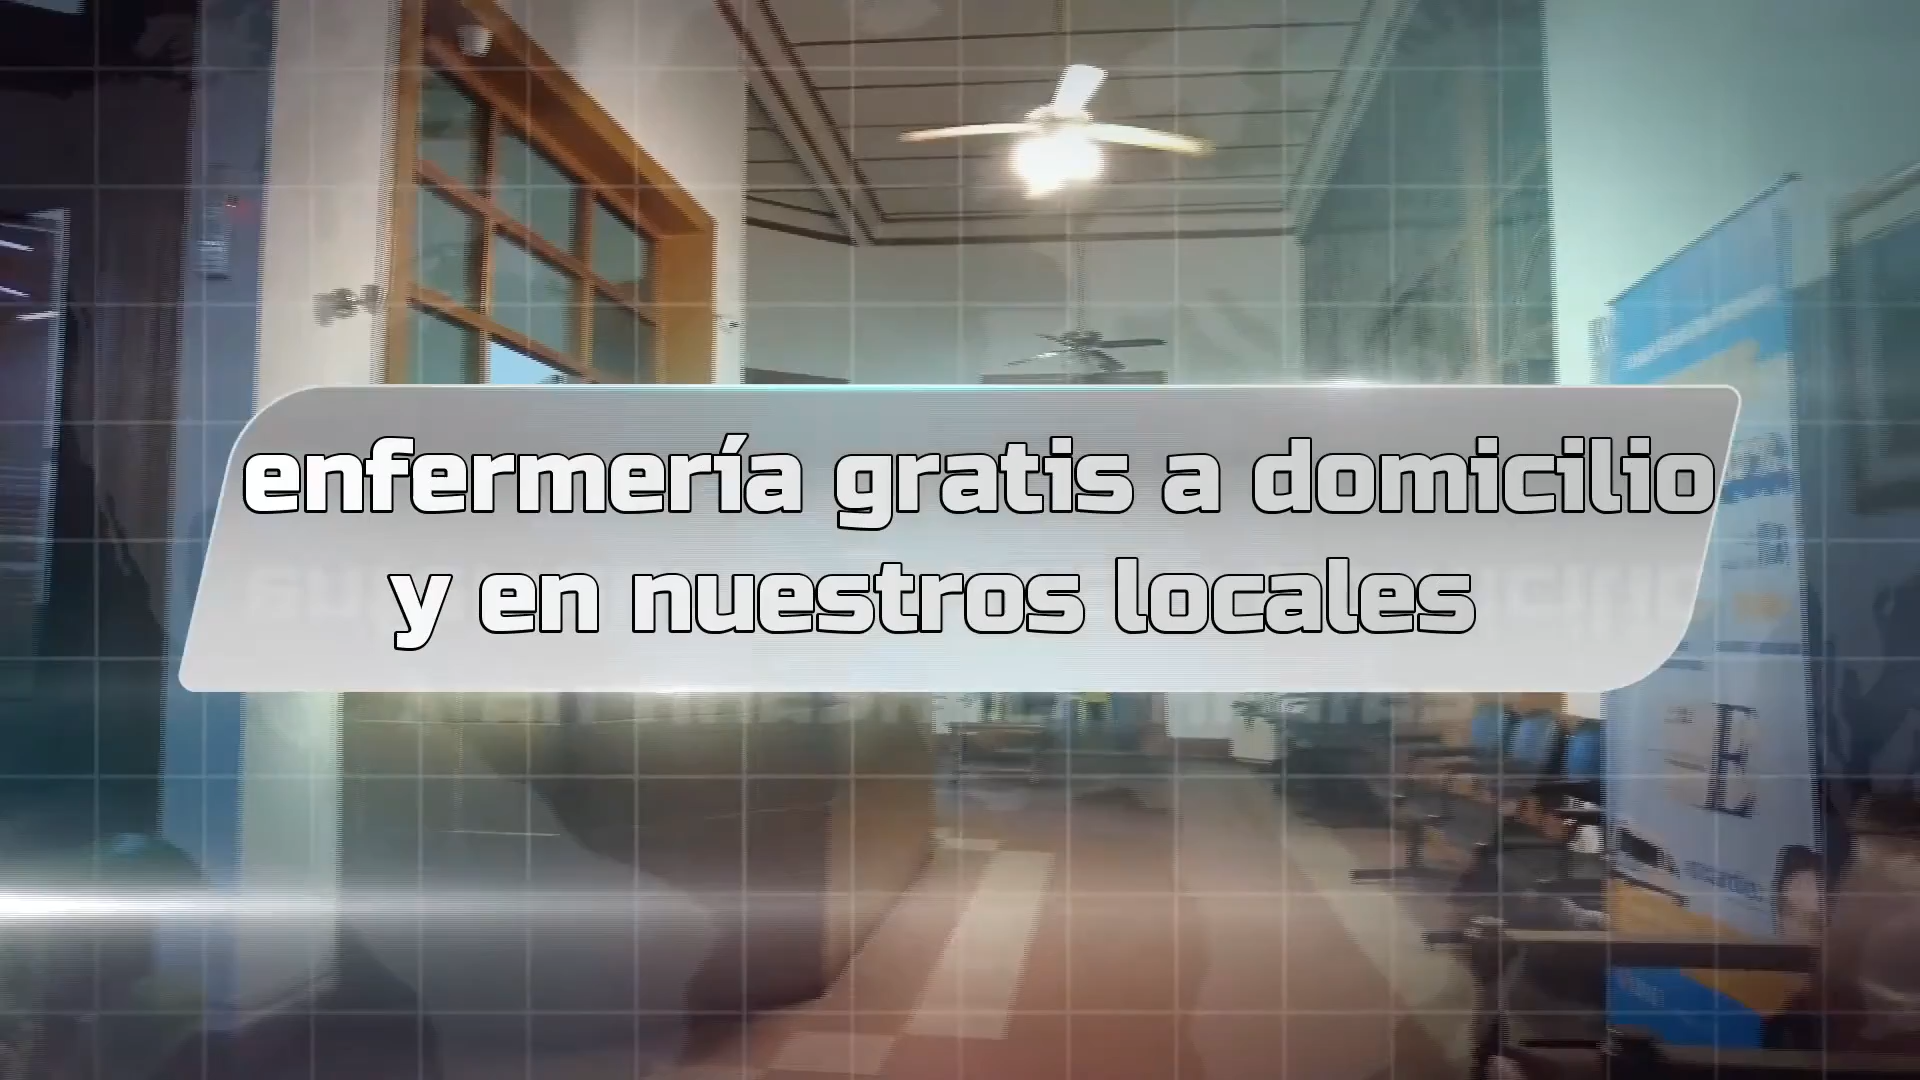 enfermería gratis a domicilio
y en nuestros locales
E